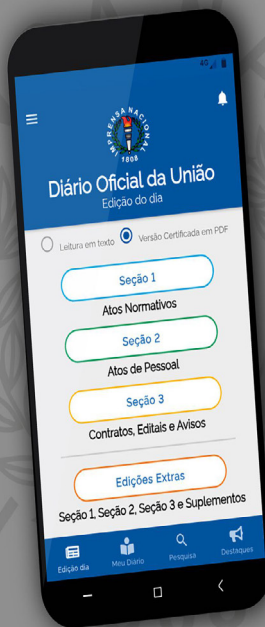 4G
IMPRENSA NACIONAL
1808
Diário Oficial da União
Edição do dia
Leitura em texto
Versão Certificada em PDF
Seção 1
Atos Normativos
Seção 2
Atos de Pessoal
Seção 3
Contratos, Editais e Avisos
Edições Extras
Seção 1, Seção 2, Seção 3 e Suplementos
Edição dia
Meu Diário
Pesquisa
Destaques